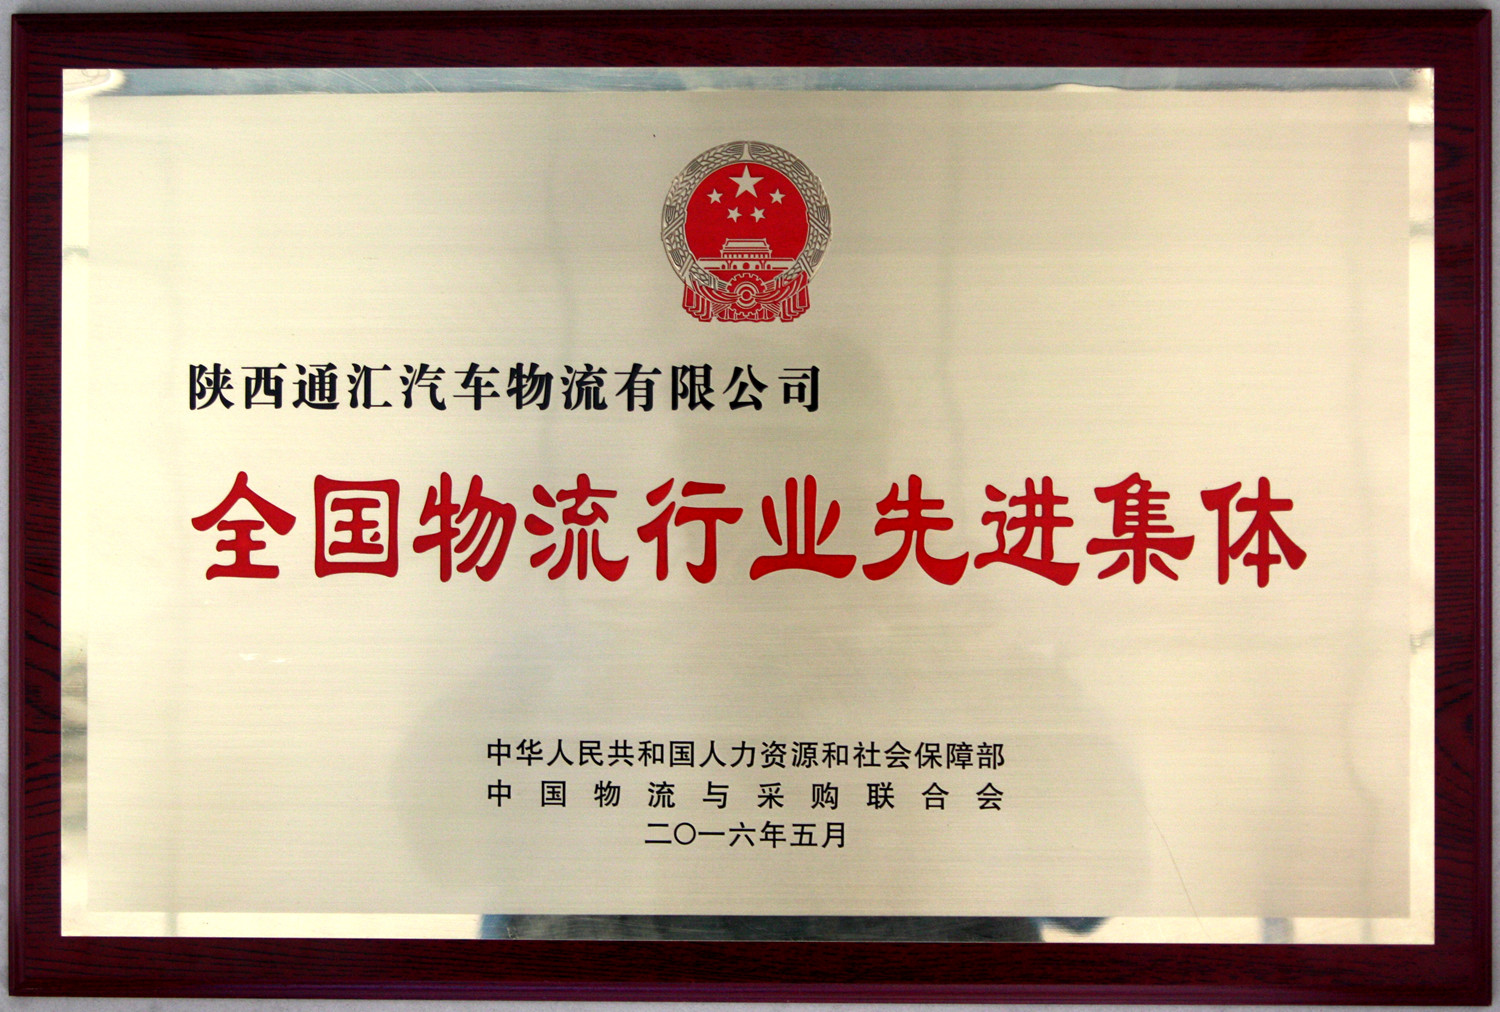 陕西通汇汽车物流有限公司
全国物流行业先进集体
中华人民共和国人力资源和社会保障部
中国物流与采购联合会
二〇一六年五月